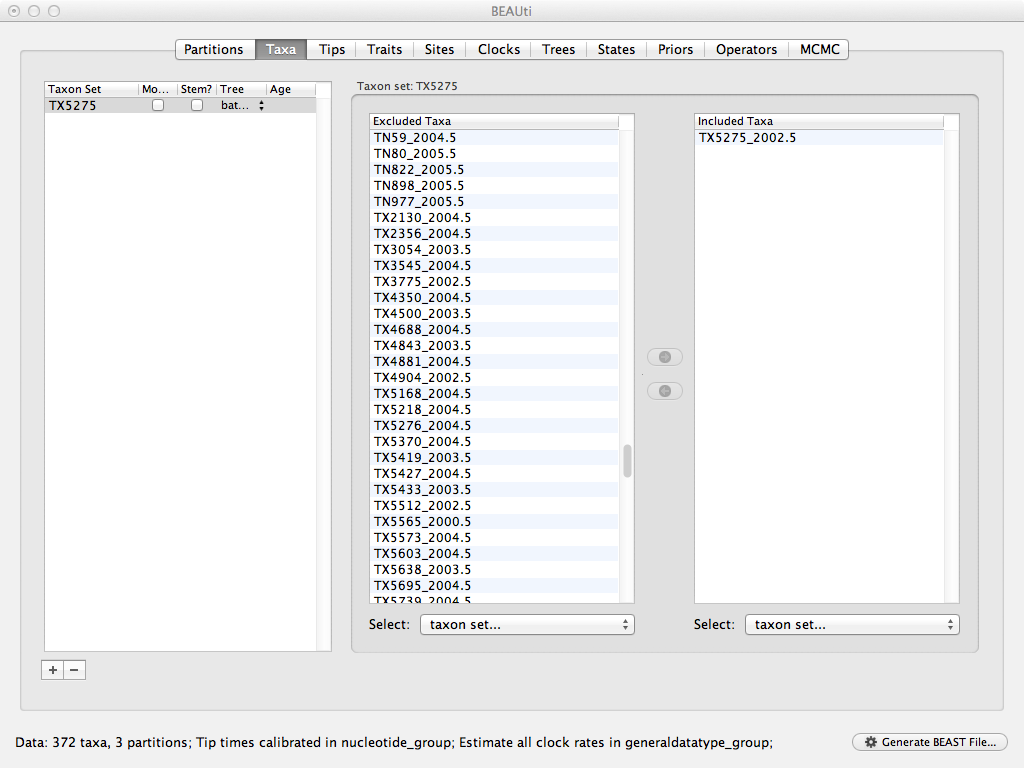 BEAUti
Partitions Taxa Tips Traits Sites Clocks Trees States Priors Operators MCMC
Taxon Set Mo... Stem? Tree Age
TX5275 bat...
Taxon set: TX5275
Excluded Taxa
TN59_2004.5
TN80_2005.5
TN822_2005.5
TN898_2005.5
TN977_2005.5
TX2130_2004.5
TX2356_2004.5
TX3054_2003.5
TX3545_2004.5
TX3775_2002.5
TX4350_2004.5
TX4500_2003.5
TX4688_2004.5
TX4843_2003.5
TX4881_2004.5
TX4904_2002.5
TX5168_2004.5
TX5218_2004.5
TX5276_2004.5
TX5370_2004.5
TX5419_2003.5
TX5427_2004.5
TX5433_2003.5
TX5512_2002.5
TX5565_2000.5
TX5573_2004.5
TX5603_2004.5
TX5638_2003.5
TX5695_2004.5
TX5739_2004.5
Select: taxon set...
Included Taxa
TX5275_2002.5
Select: taxon set...
+ −
Data: 372 taxa, 3 partitions; Tip times calibrated in nucleotide_group; Estimate all clock rates in generaldatatype_group;
Generate BEAST File...